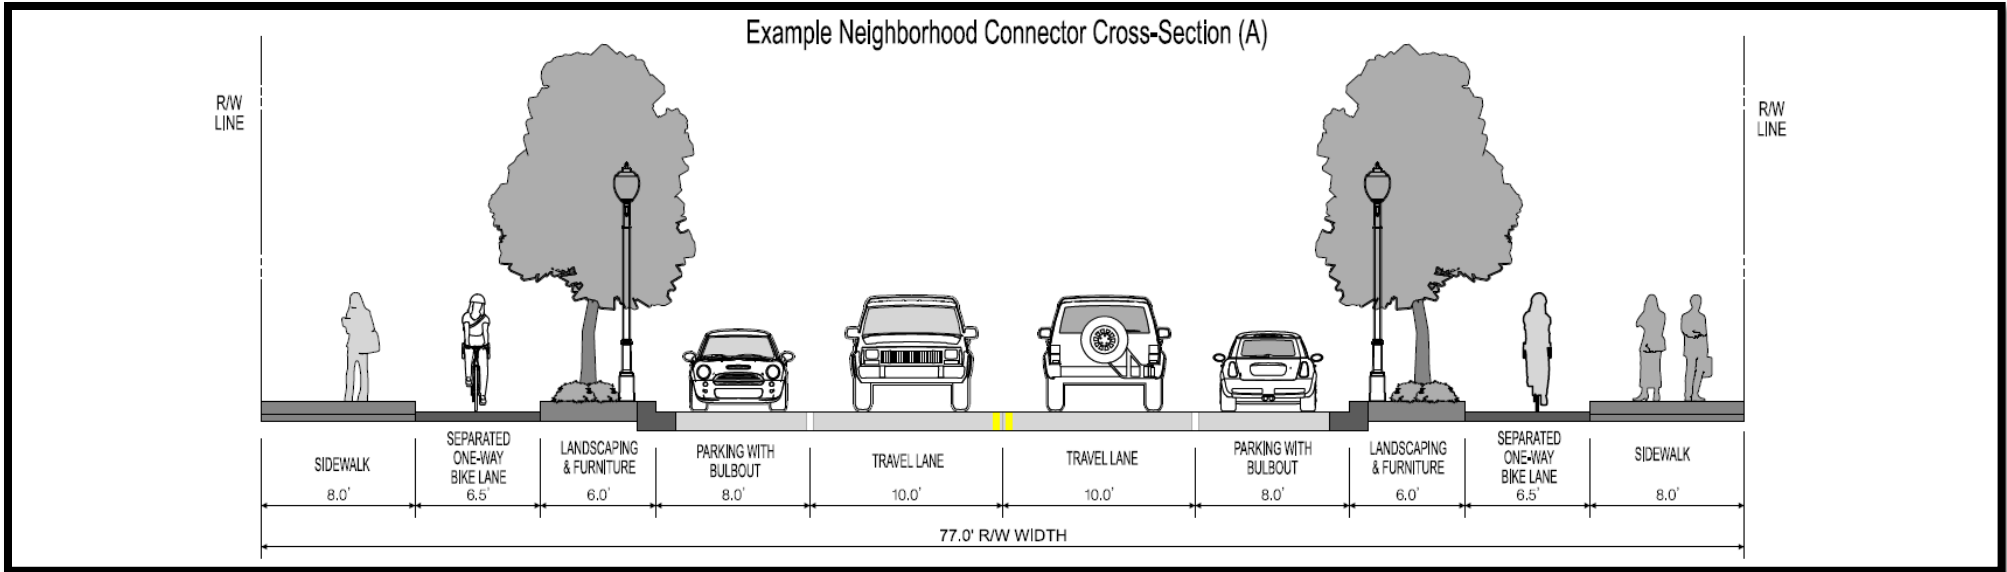 Example Neighborhood Connector Cross-Section (A)
R/W
LINE
R/W
LINE
SIDEWALK
8.0'
SEPARATED
ONE-WAY
BIKE LANE
6.5'
LANDSCAPING
& FURNITURE
6.0'
PARKING WITH
BULBOUT
8.0'
TRAVEL LANE
10.0'
TRAVEL LANE
10.0'
PARKING WITH
BULBOUT
8.0'
LANDSCAPING
& FURNITURE
6.0'
SEPARATED
ONE-WAY
BIKE LANE
6.5'
SIDEWALK
8.0'
77.0' R/W WIDTH